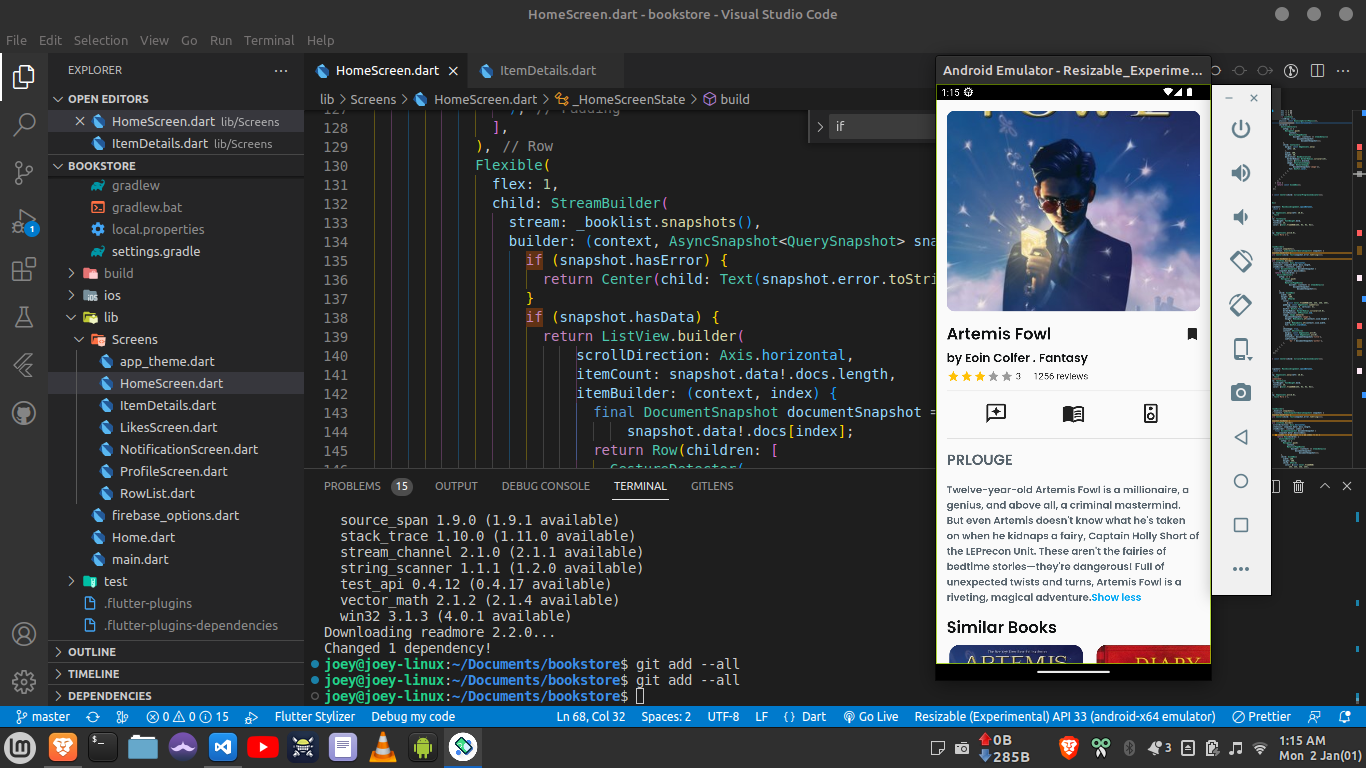 HomeScreen.dart - bookstore - Visual Studio Code
File Edit Selection View Go Run Terminal Help
EXPLORER
OPEN EDITORS
HomeScreen.dart lib/Screens
ItemDetails.dart lib/Screens
BOOKSTORE
gradlew
gradlew.bat
local.properties
settings.gradle
build
ios
lib
Screens
app_theme.dart
HomeScreen.dart
ItemDetails.dart
LikesScreen.dart
NotificationScreen.dart
ProfileScreen.dart
RowList.dart
firebase_options.dart
Home.dart
main.dart
test
.flutter-plugins
.flutter-plugins-dependencies
OUTLINE
TIMELINE
DEPENDENCIES
1
HomeScreen.dart
ItemDetails.dart
lib > Screens > HomeScreen.dart > _HomeScreenState > build
if
128 ],
129 ), // Row
130 Flexible(
131 flex: 1,
132 child: StreamBuilder(
133 stream: _booklist.snapshots(),
134 builder: (context, AsyncSnapshot<QuerySnapshot> sna
135 if (snapshot.hasError) {
136 return Center(child: Text(snapshot.error.toStri
137 }
138 if (snapshot.hasData) {
139 return ListView.builder(
140 scrollDirection: Axis.horizontal,
141 itemCount: snapshot.data!.docs.length,
142 itemBuilder: (context, index) {
143 final DocumentSnapshot documentSnapshot =
144 snapshot.data!.docs[index];
145 return Row(children: [
PROBLEMS 15 OUTPUT DEBUG CONSOLE TERMINAL GITLENS
source_span 1.9.0 (1.9.1 available)
stack_trace 1.10.0 (1.11.0 available)
stream_channel 2.1.0 (2.1.1 available)
string_scanner 1.1.1 (1.2.0 available)
test_api 0.4.12 (0.4.17 available)
vector_math 2.1.2 (2.1.4 available)
win32 3.1.3 (4.0.1 available)
Downloading readmore 2.2.0...
Changed 1 dependency!
joey@joey-linux:~/Documents/bookstore$ git add --all
joey@joey-linux:~/Documents/bookstore$ git add --all
joey@joey-linux:~/Documents/bookstore$
Android Emulator - Resizable_Experime...
1:15
Artemis Fowl
by Eoin Colfer . Fantasy
3 1256 reviews
PRLOUGE
Twelve-year-old Artemis Fowl is a millionaire, a
genius, and above all, a criminal mastermind.
But even Artemis doesn't know what he's taken
on when he kidnaps a fairy, Captain Holly Short of
the LEPrecon Unit. These aren't the fairies of
bedtime stories—they're dangerous! Full of
unexpected twists and turns, Artemis Fowl is a
riveting, magical adventure.Show less
Similar Books
ARTEMIS
DIARY
master 0 0 15 Flutter Stylizer Debug my code Ln 68, Col 32 Spaces: 2 UTF-8 LF { } Dart Go Live Resizable (Experimental) API 33 (android-x64 emulator) Prettier
0B
285B
3
1:15 AM
Mon 2 Jan(01)